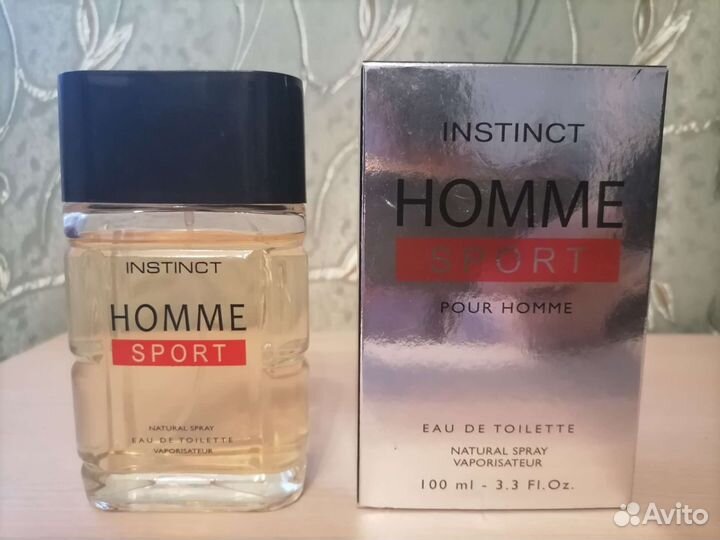 INSTINCT
HOMME
SPORT
NATURAL SPRAY
EAU DE TOILETTE
VAPORISATEUR
INSTINCT
HOMME
SPORT
POUR HOMME
EAU DE TOILETTE
NATURAL SPRAY
VAPORISATEUR
100 ml - 3.3 Fl.Oz.
Avito